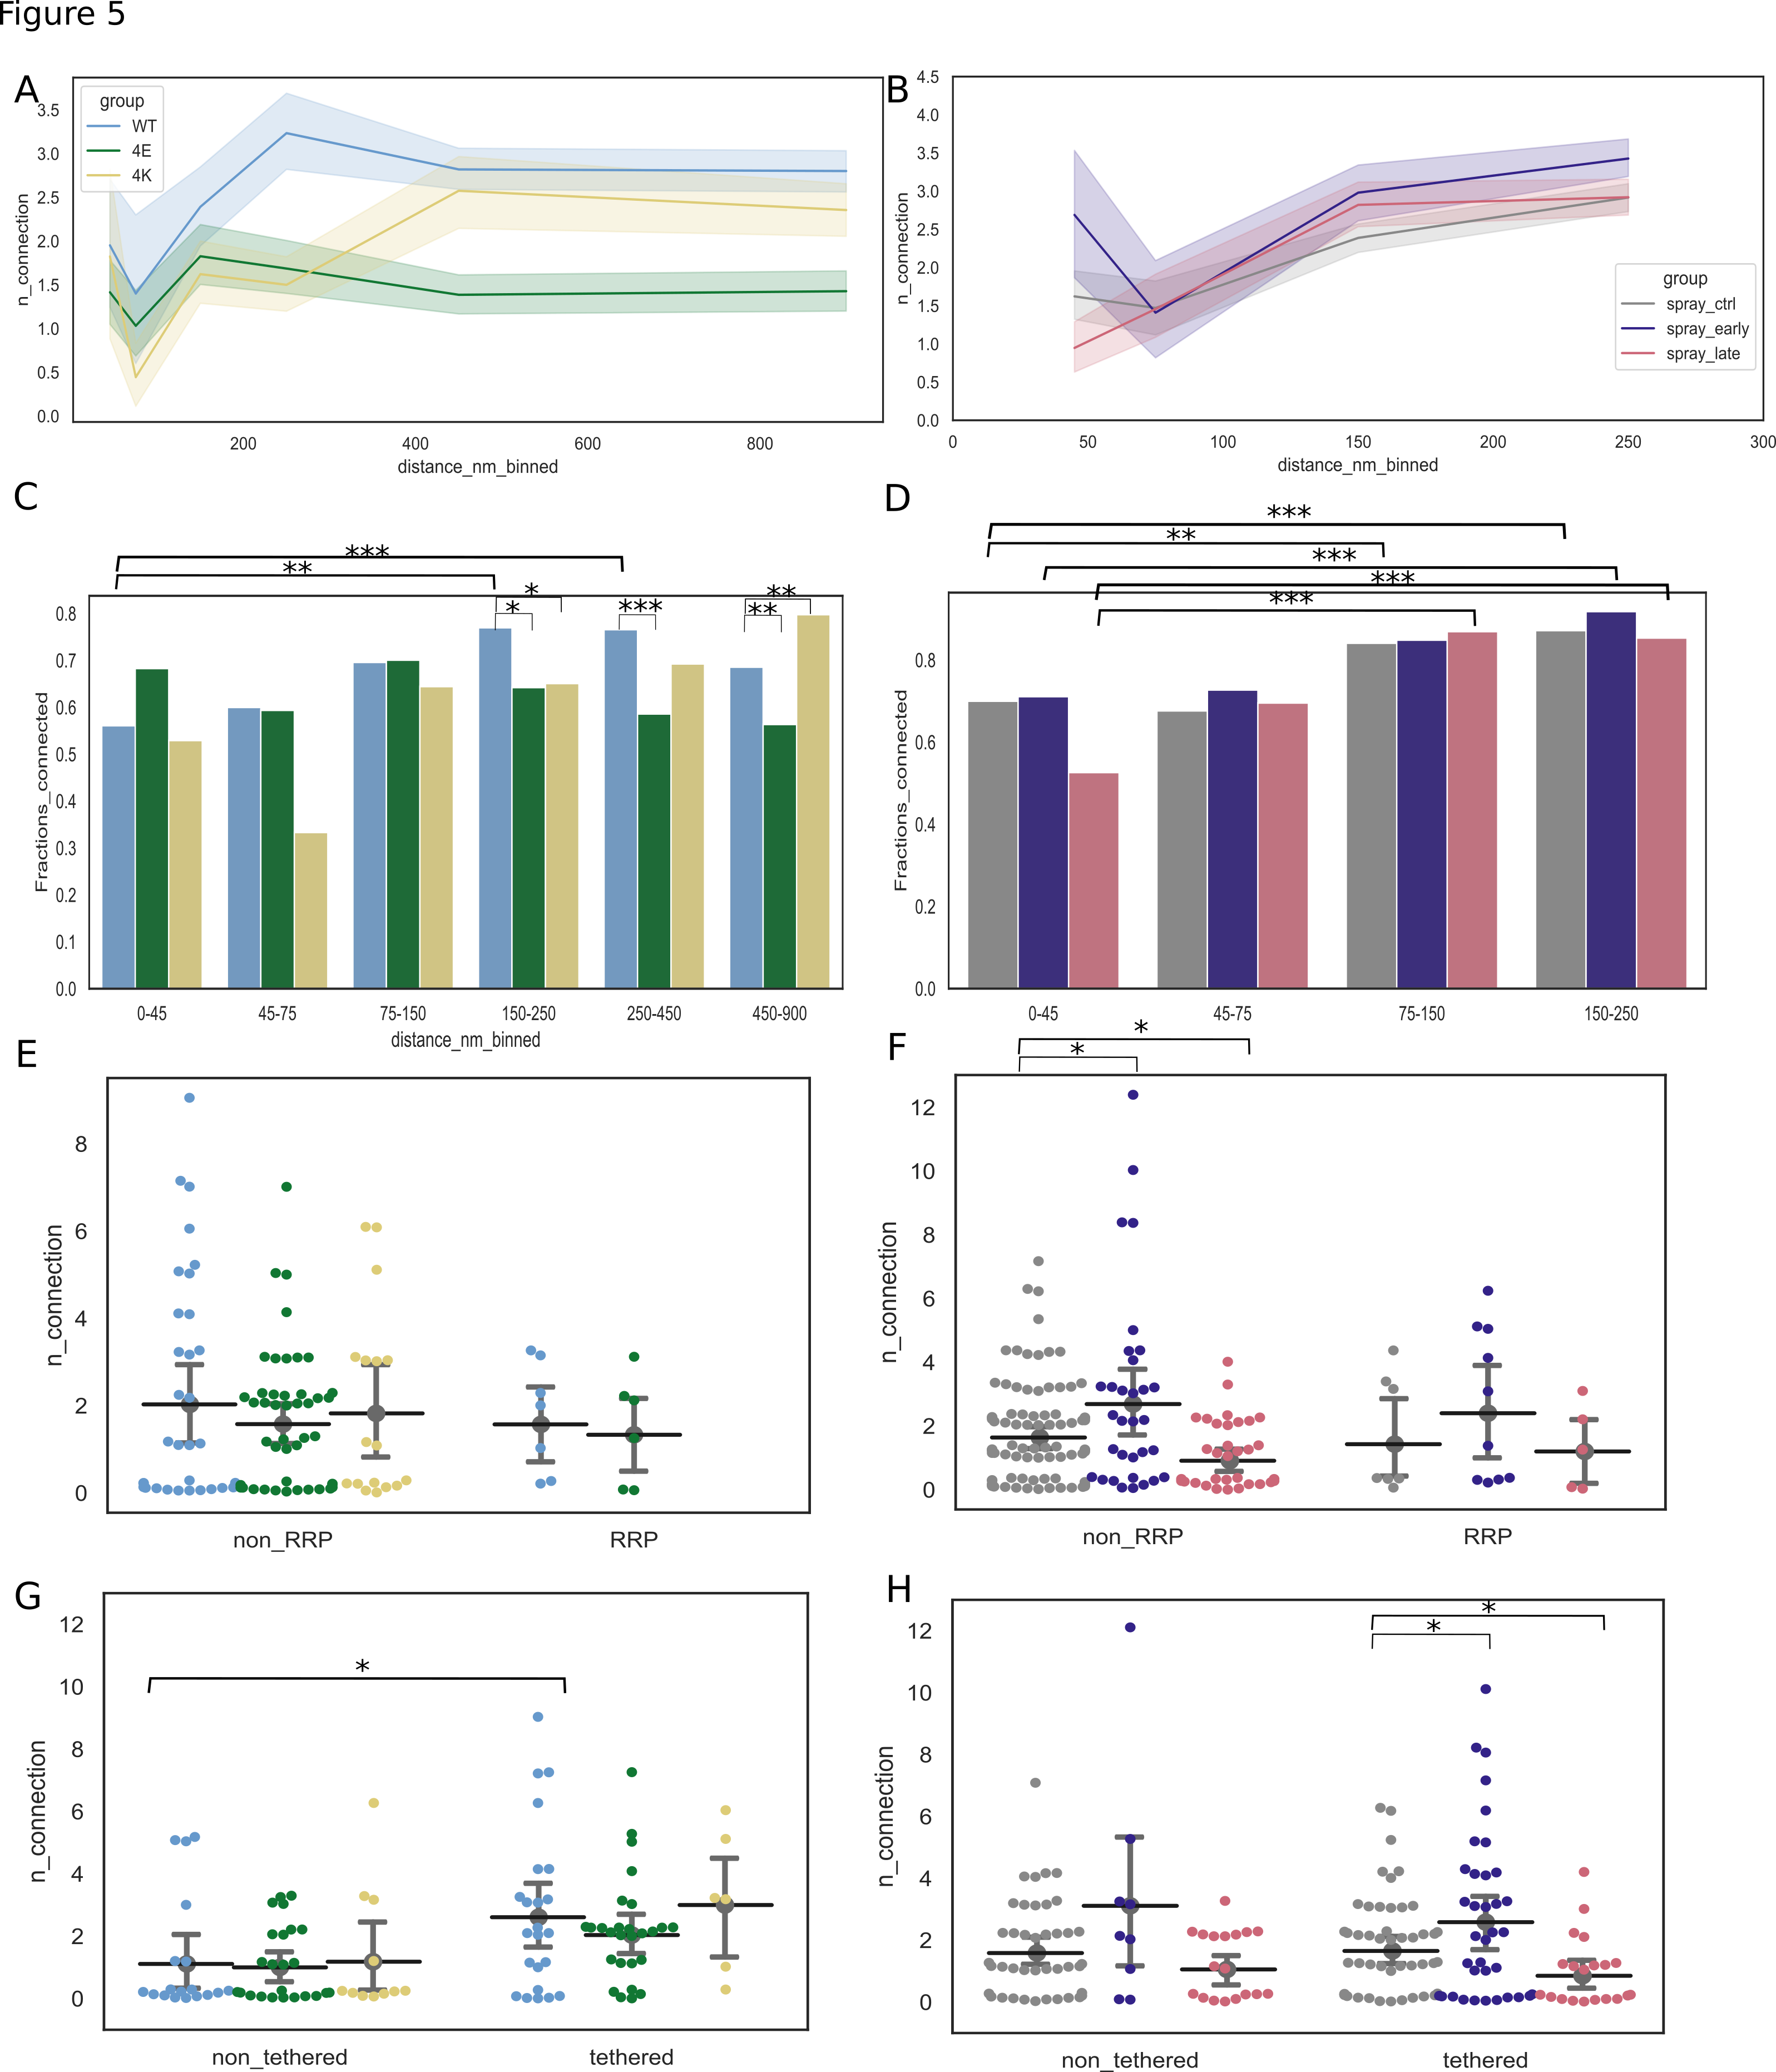 Figure 5
A
group
WT
4E
4K
3.5
3.0
2.5
2.0
1.5
1.0
0.5
0.0
n_connection
200
400
600
800
distance_nm_binned
B
4.5
4.0
3.5
3.0
2.5
2.0
1.5
1.0
0.5
0.0
n_connection
group
spray_ctrl
spray_early
spray_late
0
50
100
150
200
250
300
distance_nm_binned
C
***
**
*
*
***
**
**
0.8
0.7
0.6
0.5
0.4
0.3
0.2
0.1
0.0
Fractions_connected
0-45
45-75
75-150
150-250
250-450
450-900
distance_nm_binned
D
***
**
***
***
***
0.8
0.6
0.4
0.2
0.0
Fractions_connected
0-45
45-75
75-150
150-250
E
8
6
4
2
0
n_connection
non_RRP
RRP
F
*
*
12
10
8
6
4
2
0
n_connection
non_RRP
RRP
G
*
12
10
8
6
4
2
0
n_connection
non_tethered
tethered
H
*
*
12
10
8
6
4
2
0
n_connection
non_tethered
tethered